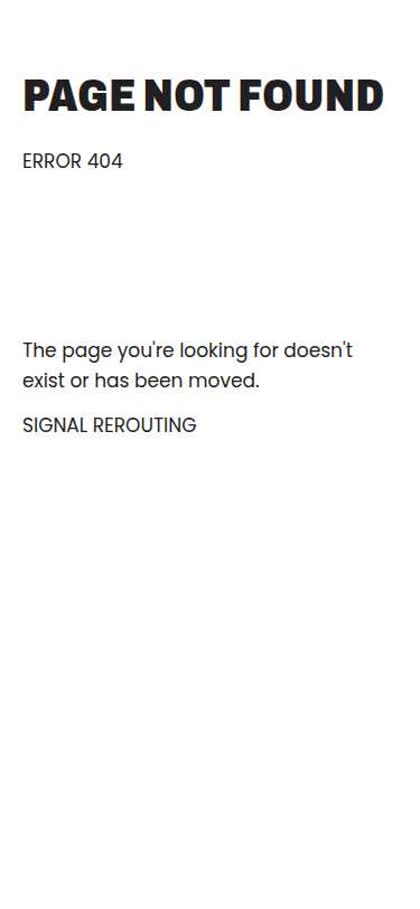 PAGE NOT FOUND
ERROR 404
The page you're looking for doesn't
exist or has been moved.
SIGNAL REROUTING